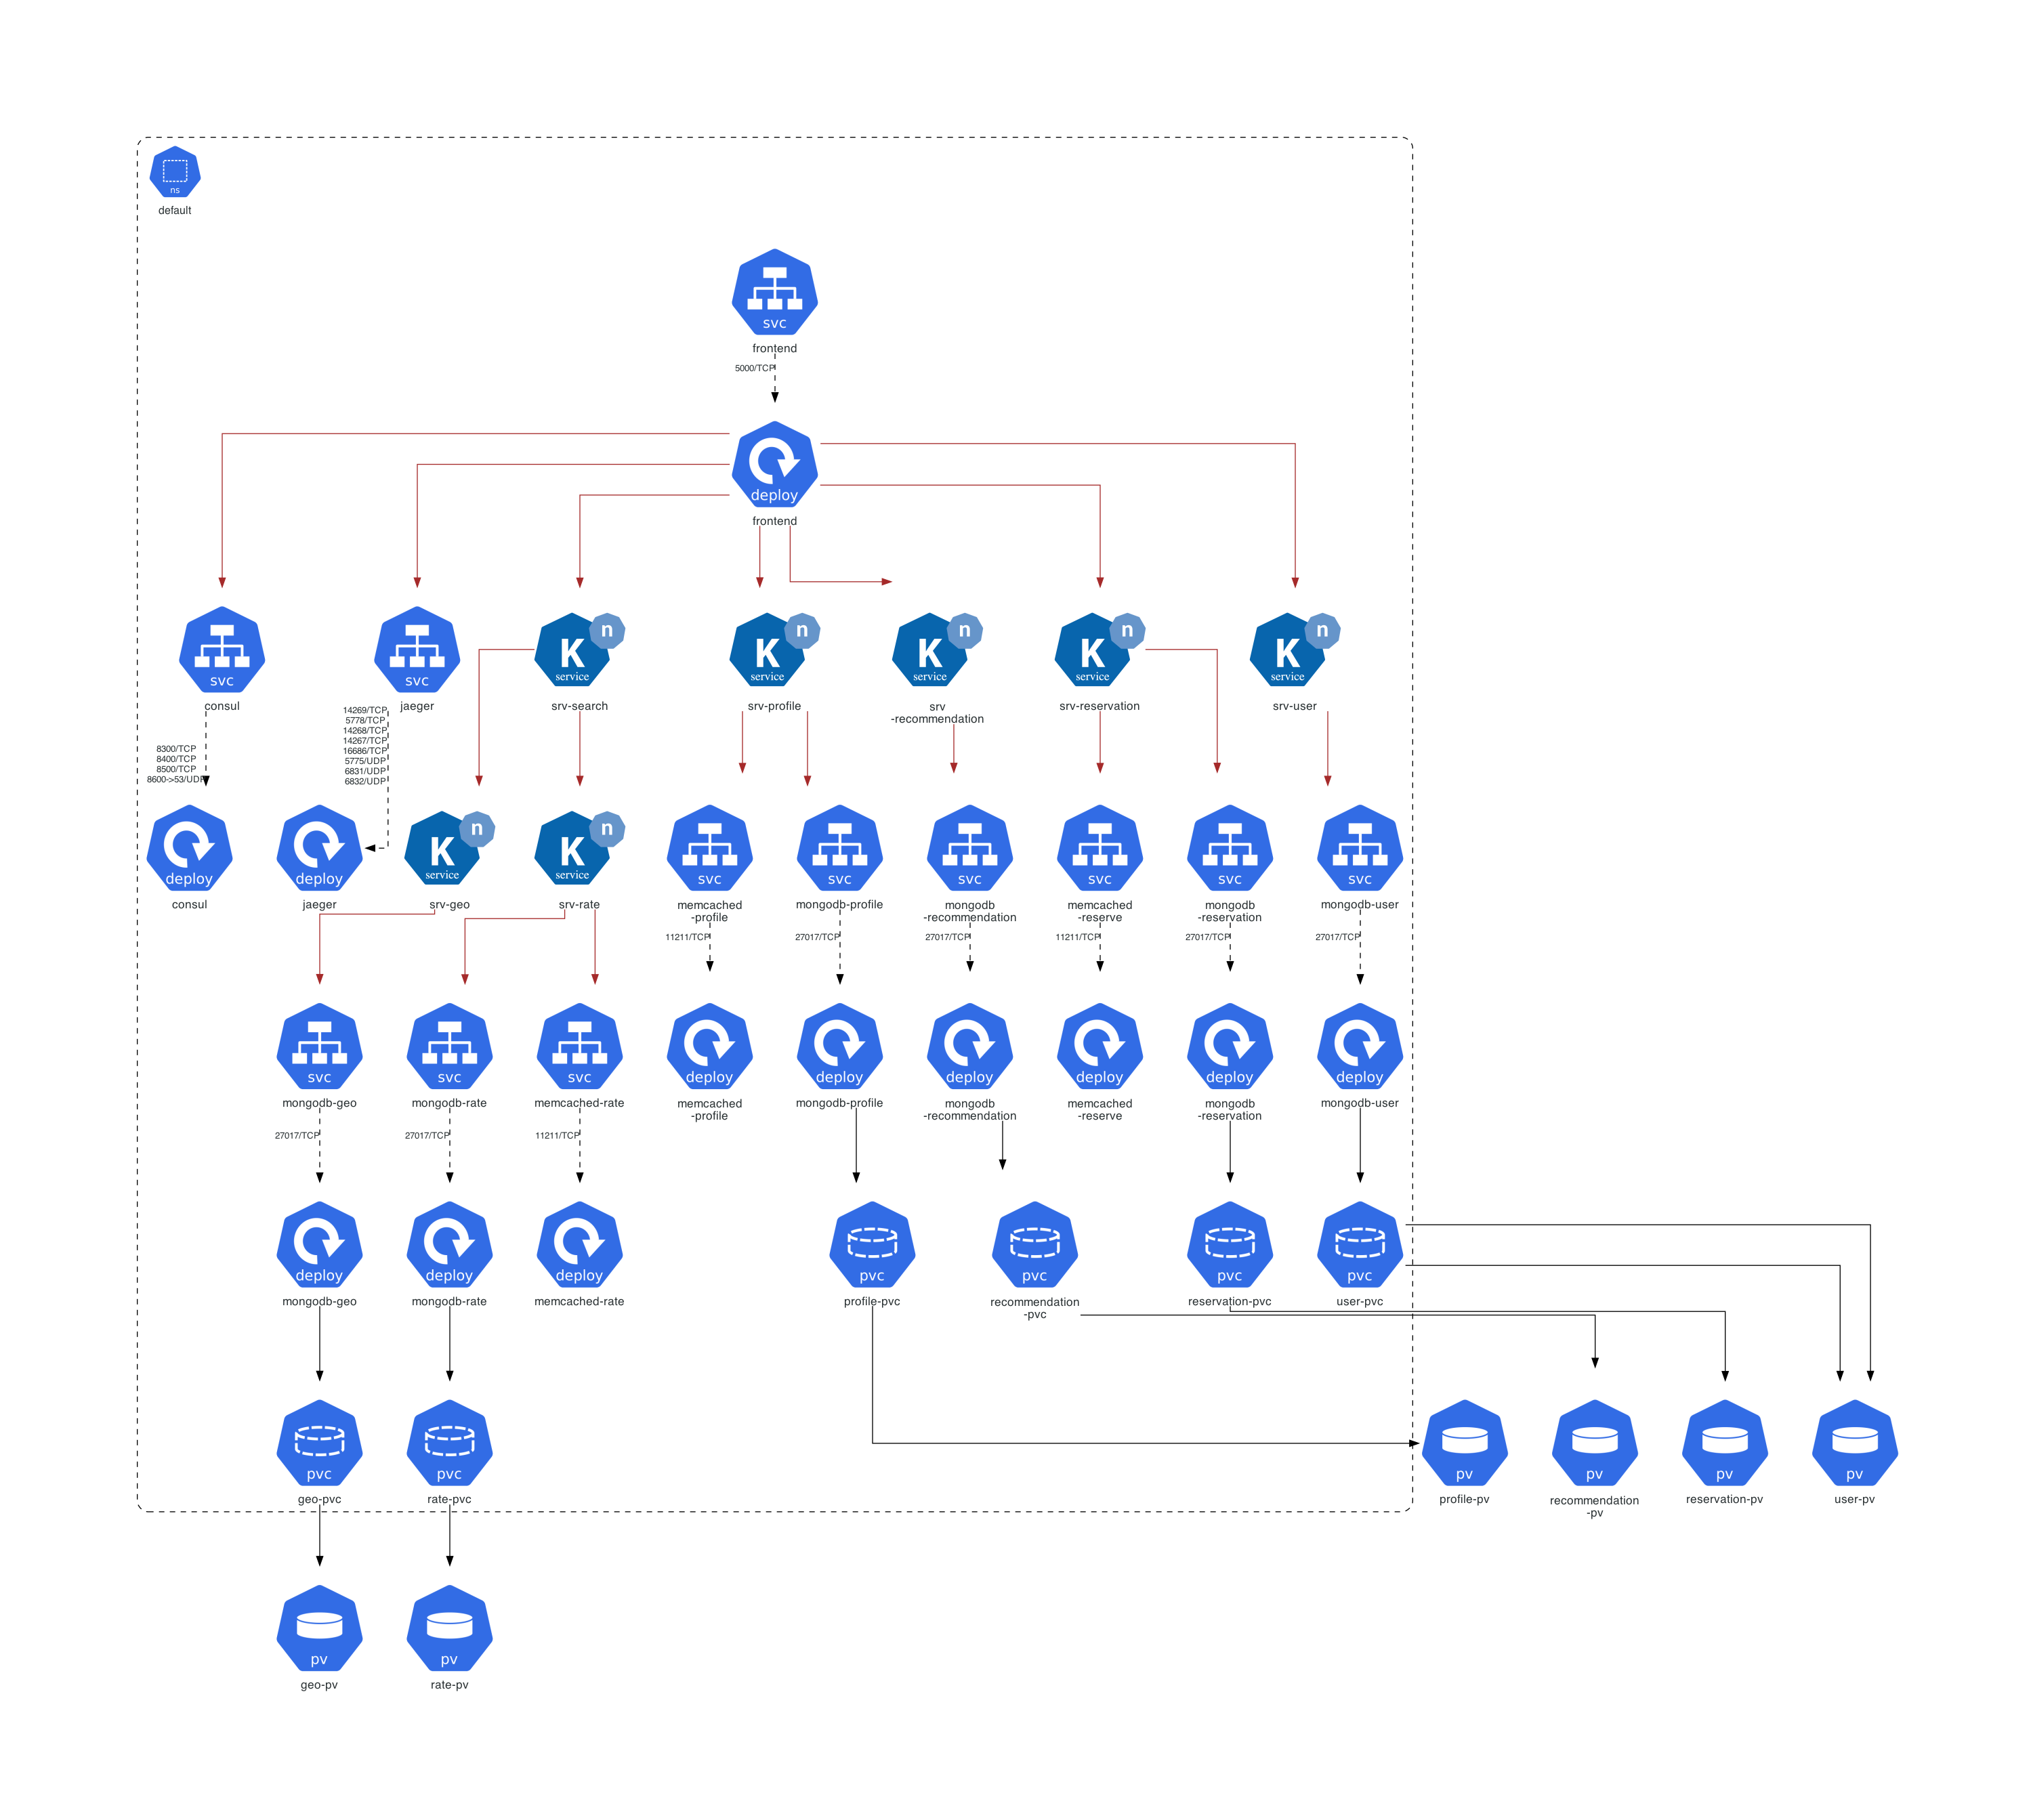 ns
default
svc
frontend
5000/TCP
deploy
frontend
svc
consul
svc
jaeger
K
n
service
srv-search
K
n
service
srv-profile
K
n
service
srv
-recommendation
K
n
service
srv-reservation
K
n
service
srv-user
8300/TCP
8400/TCP
8500/TCP
8600->53/UDP
14269/TCP
5778/TCP
14268/TCP
14267/TCP
16686/TCP
5775/UDP
6831/UDP
6832/UDP
deploy
consul
deploy
jaeger
K
n
service
srv-geo
K
n
service
srv-rate
svc
memcached
-profile
svc
mongodb-profile
svc
mongodb
-recommendation
svc
memcached
-reserve
svc
mongodb
-reservation
svc
mongodb-user
11211/TCP
27017/TCP
27017/TCP
11211/TCP
27017/TCP
27017/TCP
svc
mongodb-geo
svc
mongodb-rate
svc
memcached-rate
deploy
memcached
-profile
deploy
mongodb-profile
deploy
mongodb
-recommendation
deploy
memcached
-reserve
deploy
mongodb
-reservation
deploy
mongodb-user
27017/TCP
27017/TCP
11211/TCP
deploy
mongodb-geo
deploy
mongodb-rate
deploy
memcached-rate
pvc
profile-pvc
pvc
recommendation
-pvc
pvc
reservation-pvc
pvc
user-pvc
pvc
geo-pvc
pvc
rate-pvc
pv
profile-pv
pv
recommendation
-pv
pv
reservation-pv
pv
user-pv
pv
geo-pv
pv
rate-pv